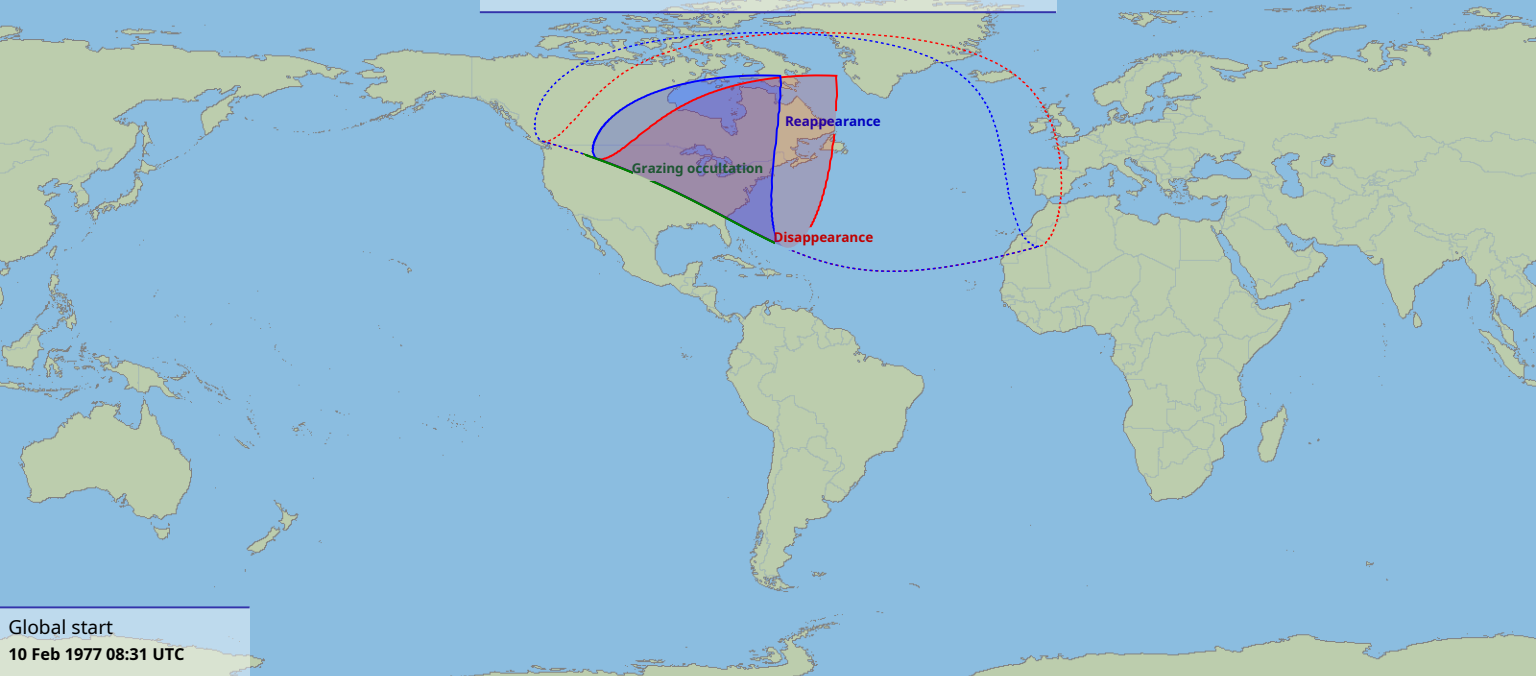 Reappearance
Grazing occultation
Disappearance
Global start
10 Feb 1977 08:31 UTC